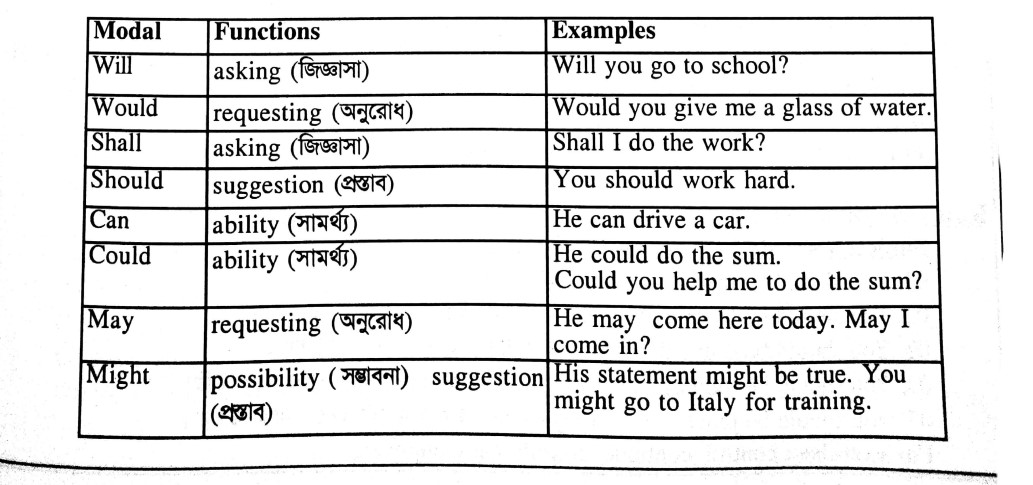 Modal Functions Examples
Will asking (জিজ্ঞাসা) Will you go to school?
Would requesting (অনুরোধ) Would you give me a glass of water.
Shall asking (জিজ্ঞাসা) Shall I do the work?
Should suggestion (প্রস্তাব) You should work hard.
Can ability (সামর্থ্য) He can drive a car.
Could ability (সামর্থ্য) He could do the sum.
Could you help me to do the sum?
May requesting (অনুরোধ) He may come here today. May I
come in?
Might possibility (সম্ভাবনা) suggestion His statement might be true. You
(প্রস্তাব) might go to Italy for training.